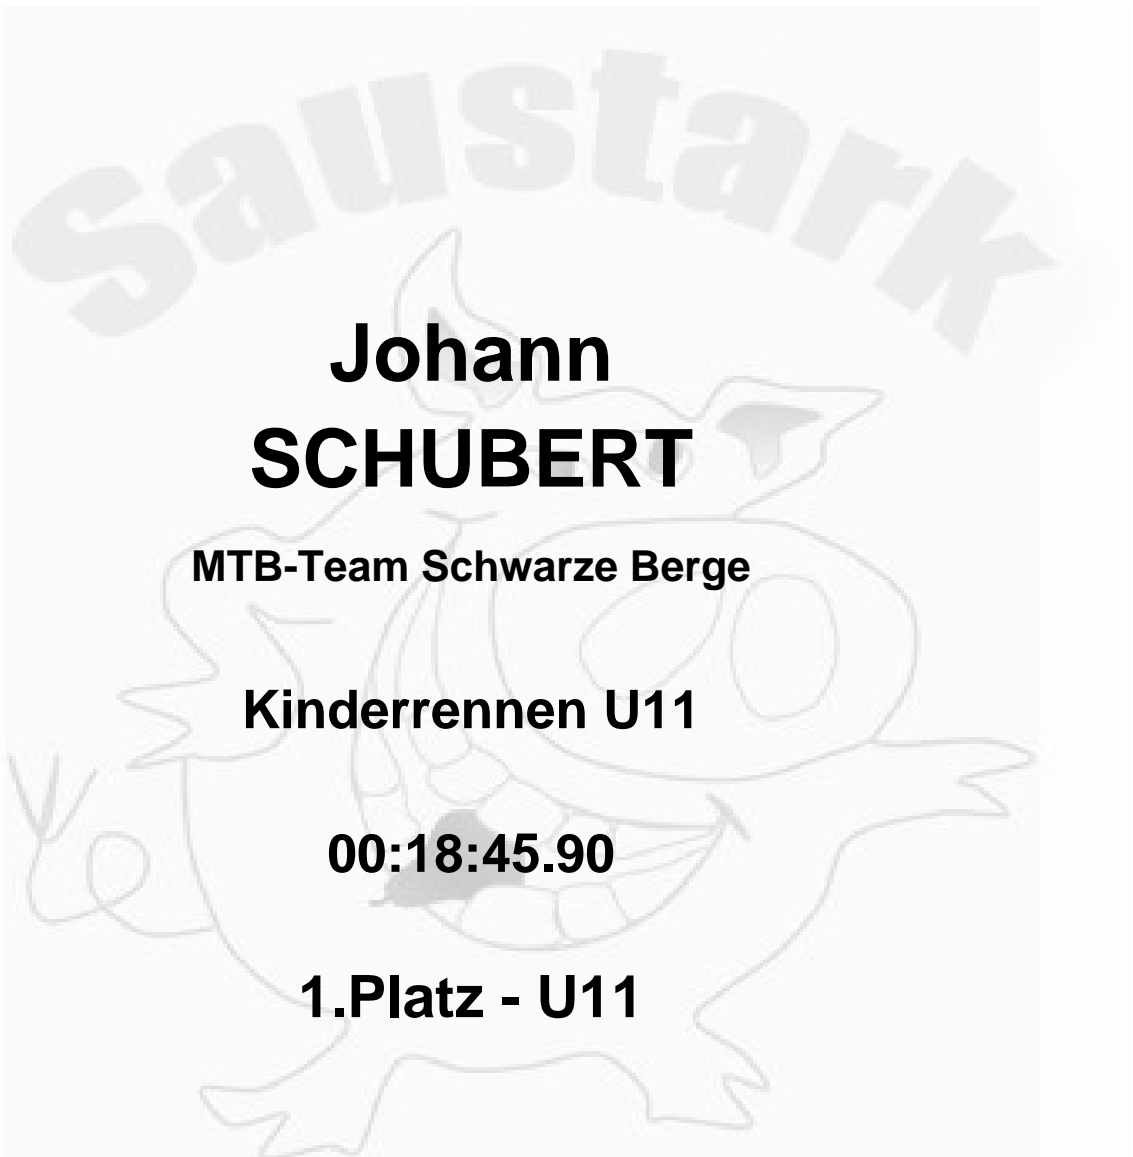 Saustark
Johann
SCHUBERT
MTB-Team Schwarze Berge
Kinderrennen U11
00:18:45.90
1.Platz - U11